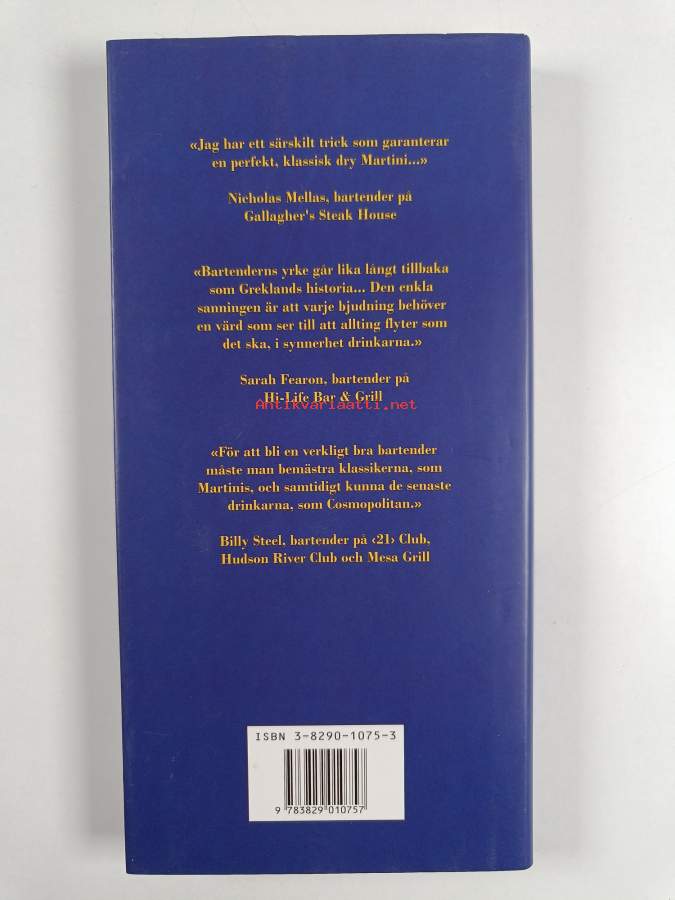 «Jag har ett särskilt trick som garanterar
en perfekt, klassisk dry Martini...»
Nicholas Mellas, bartender på
Gallagher's Steak House
«Bartenderns yrke går lika långt tillbaka
som Greklands historia... Den enkla
sanningen är att varje bjudning behöver
en värd som ser till att allting flyter som
det ska, i synnerhet drinkarna.»
Sarah Fearon, bartender på
Hi-Life Bar & Grill
Antikvariaatti.net
«För att bli en verkligt bra bartender
måste man bemästra klassikerna, som
Martinis, och samtidigt kunna de senaste
drinkarna, som Cosmopolitan.»
Billy Steel, bartender på ‹21› Club,
Hudson River Club och Mesa Grill
ISBN 3-8290-1075-3
9 783829 010757